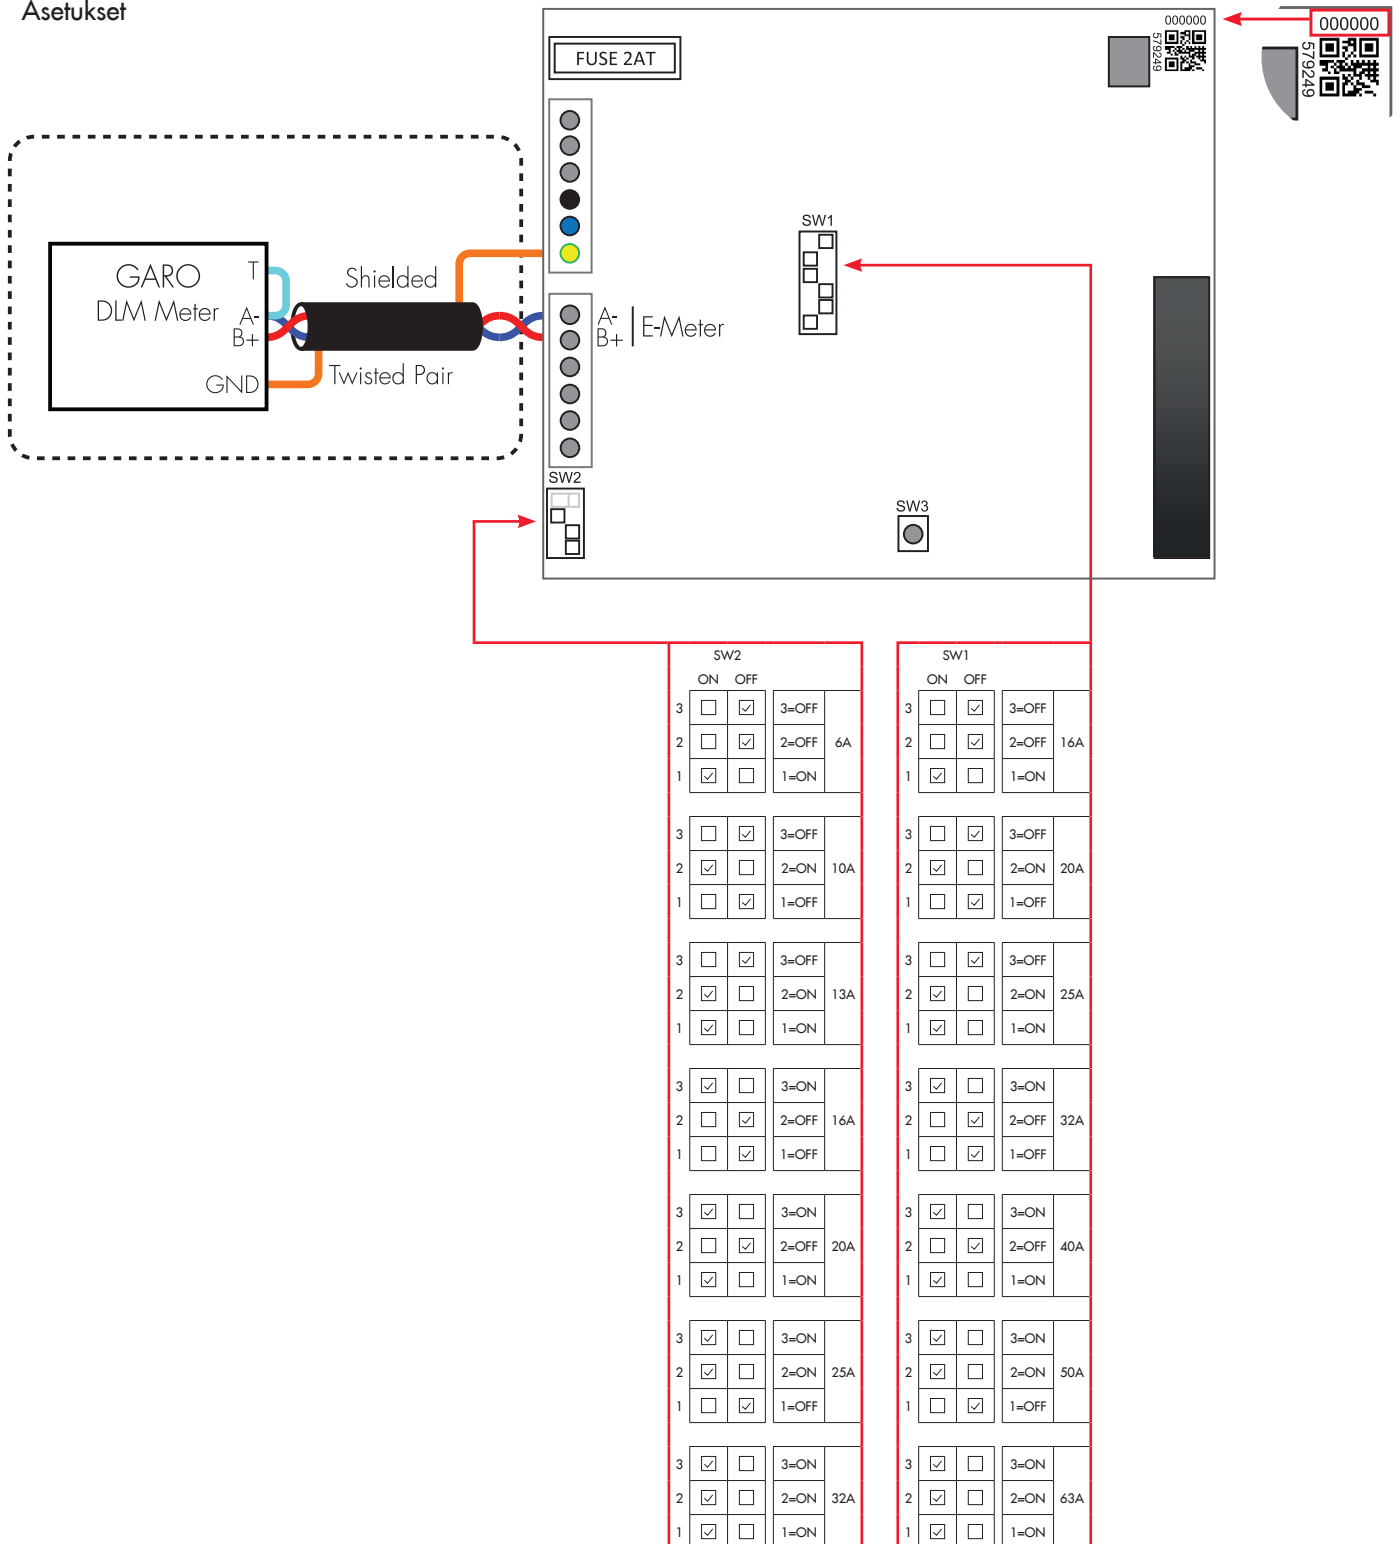 Asetukset
000000
579249
000000
579249
FUSE 2AT
SW1
GARO
DLM Meter
T
A-
B+
GND
Shielded
Twisted Pair
A-
B+
E-Meter
SW2
SW3
SW2
ON OFF
3 3=OFF
2 2=OFF 6A
1 1=ON
3 3=OFF
2 2=ON 10A
1 1=OFF
3 3=OFF
2 2=ON 13A
1 1=ON
3 3=ON
2 2=OFF 16A
1 1=OFF
3 3=ON
2 2=OFF 20A
1 1=ON
3 3=ON
2 2=ON 25A
1 1=OFF
3 3=ON
2 2=ON 32A
1 1=ON
SW1
ON OFF
3 3=OFF
2 2=OFF 16A
1 1=ON
3 3=OFF
2 2=ON 20A
1 1=OFF
3 3=OFF
2 2=ON 25A
1 1=ON
3 3=ON
2 2=OFF 32A
1 1=OFF
3 3=ON
2 2=OFF 40A
1 1=ON
3 3=ON
2 2=ON 50A
1 1=OFF
3 3=ON
2 2=ON 63A
1 1=ON